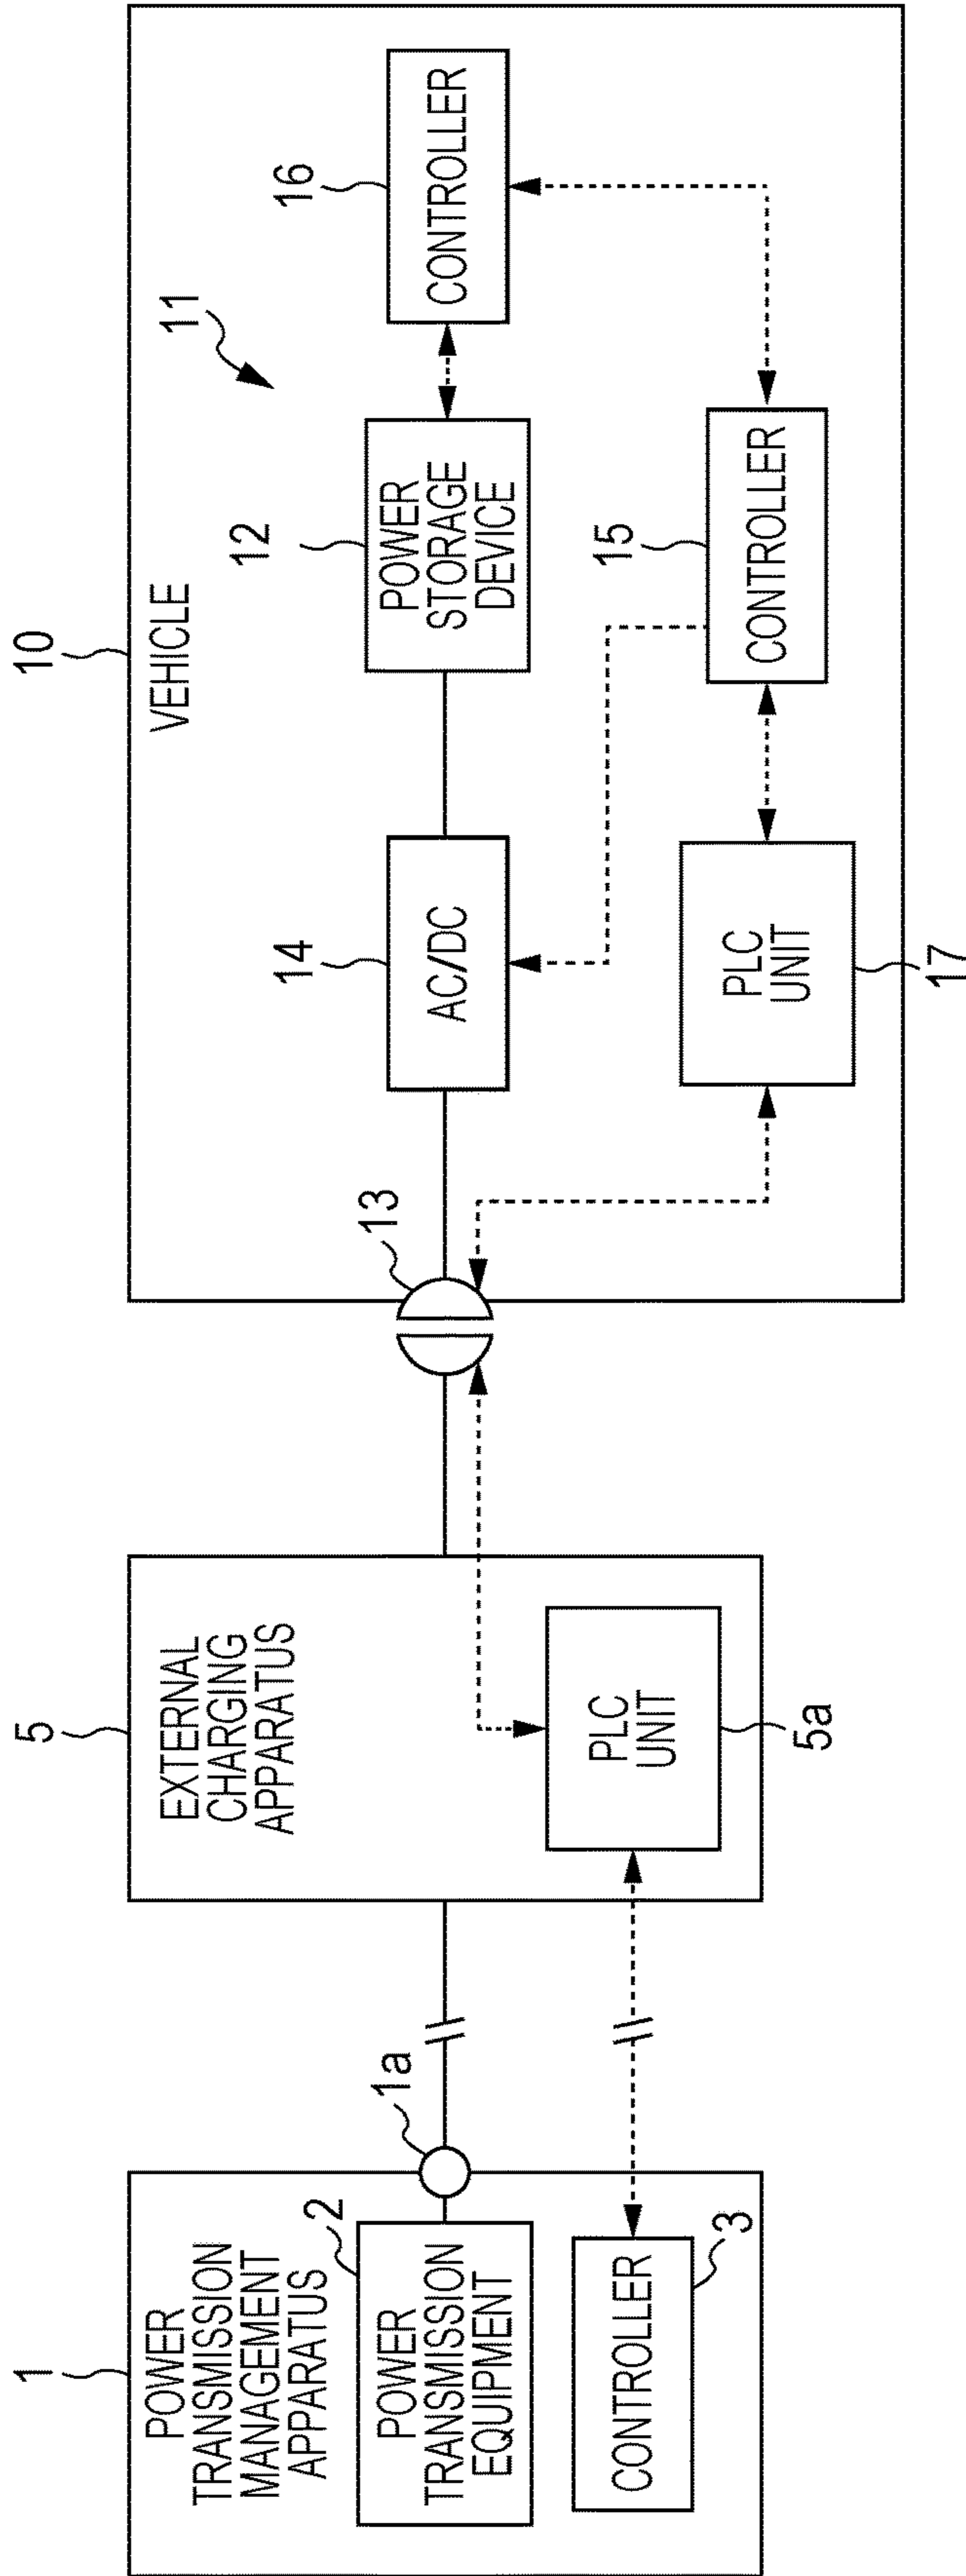 1
POWER
TRANSMISSION
MANAGEMENT
APPARATUS
2
POWER
TRANSMISSION
EQUIPMENT
1a
CONTROLLER
3
5
EXTERNAL
CHARGING
APPARATUS
PLC
UNIT
5a
10
VEHICLE
11
13
14
AC/DC
12
POWER
STORAGE
DEVICE
16
CONTROLLER
15
CONTROLLER
PLC
UNIT
17